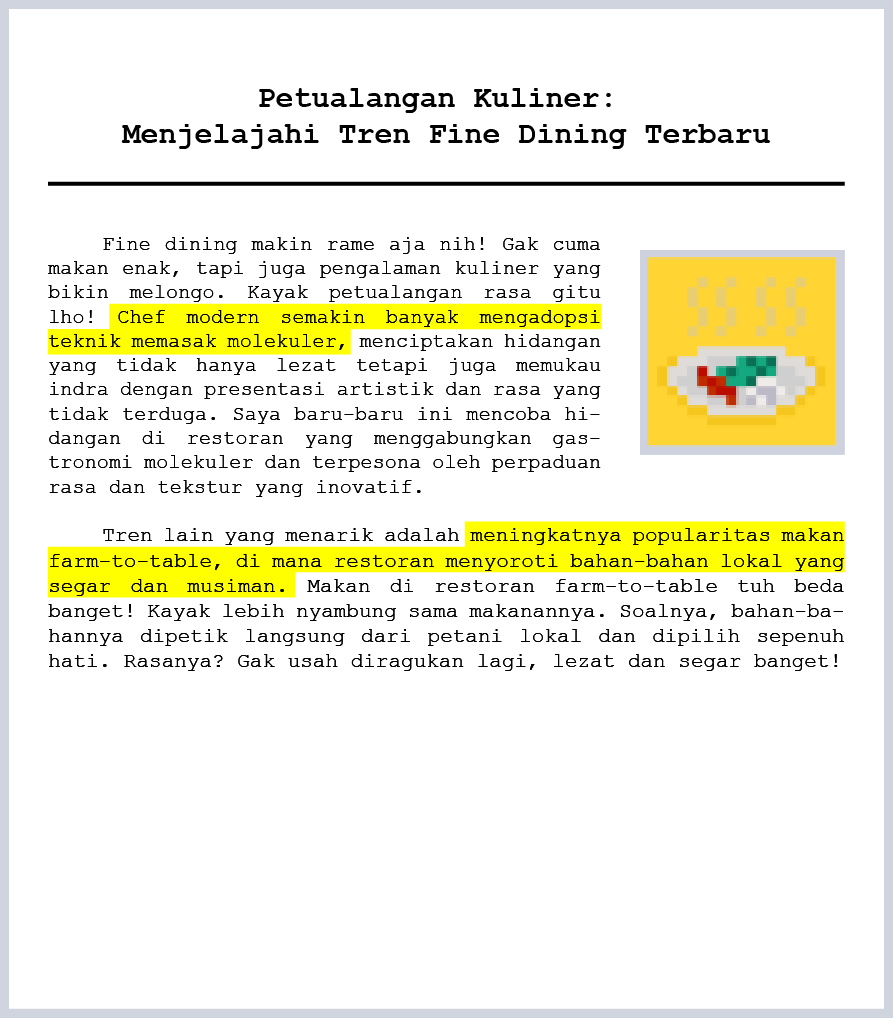 Petualangan Kuliner:
Menjelajahi Tren Fine Dining Terbaru
Fine dining makin rame aja nih! Gak cuma
makan enak, tapi juga pengalaman kuliner yang
bikin melongo. Kayak petualangan rasa gitu
lho! Chef modern semakin banyak mengadopsi
teknik memasak molekuler, menciptakan hidangan
yang tidak hanya lezat tetapi juga memukau
indra dengan presentasi artistik dan rasa yang
tidak terduga. Saya baru-baru ini mencoba hi-
dangan di restoran yang menggabungkan gas-
tronomi molekuler dan terpesona oleh perpaduan
rasa dan tekstur yang inovatif.
Tren lain yang menarik adalah meningkatnya popularitas makan
farm-to-table, di mana restoran menyoroti bahan-bahan lokal yang
segar dan musiman. Makan di restoran farm-to-table tuh beda
banget! Kayak lebih nyambung sama makanannya. Soalnya, bahan-ba-
hannya dipetik langsung dari petani lokal dan dipilih sepenuh
hati. Rasanya? Gak usah diragukan lagi, lezat dan segar banget!